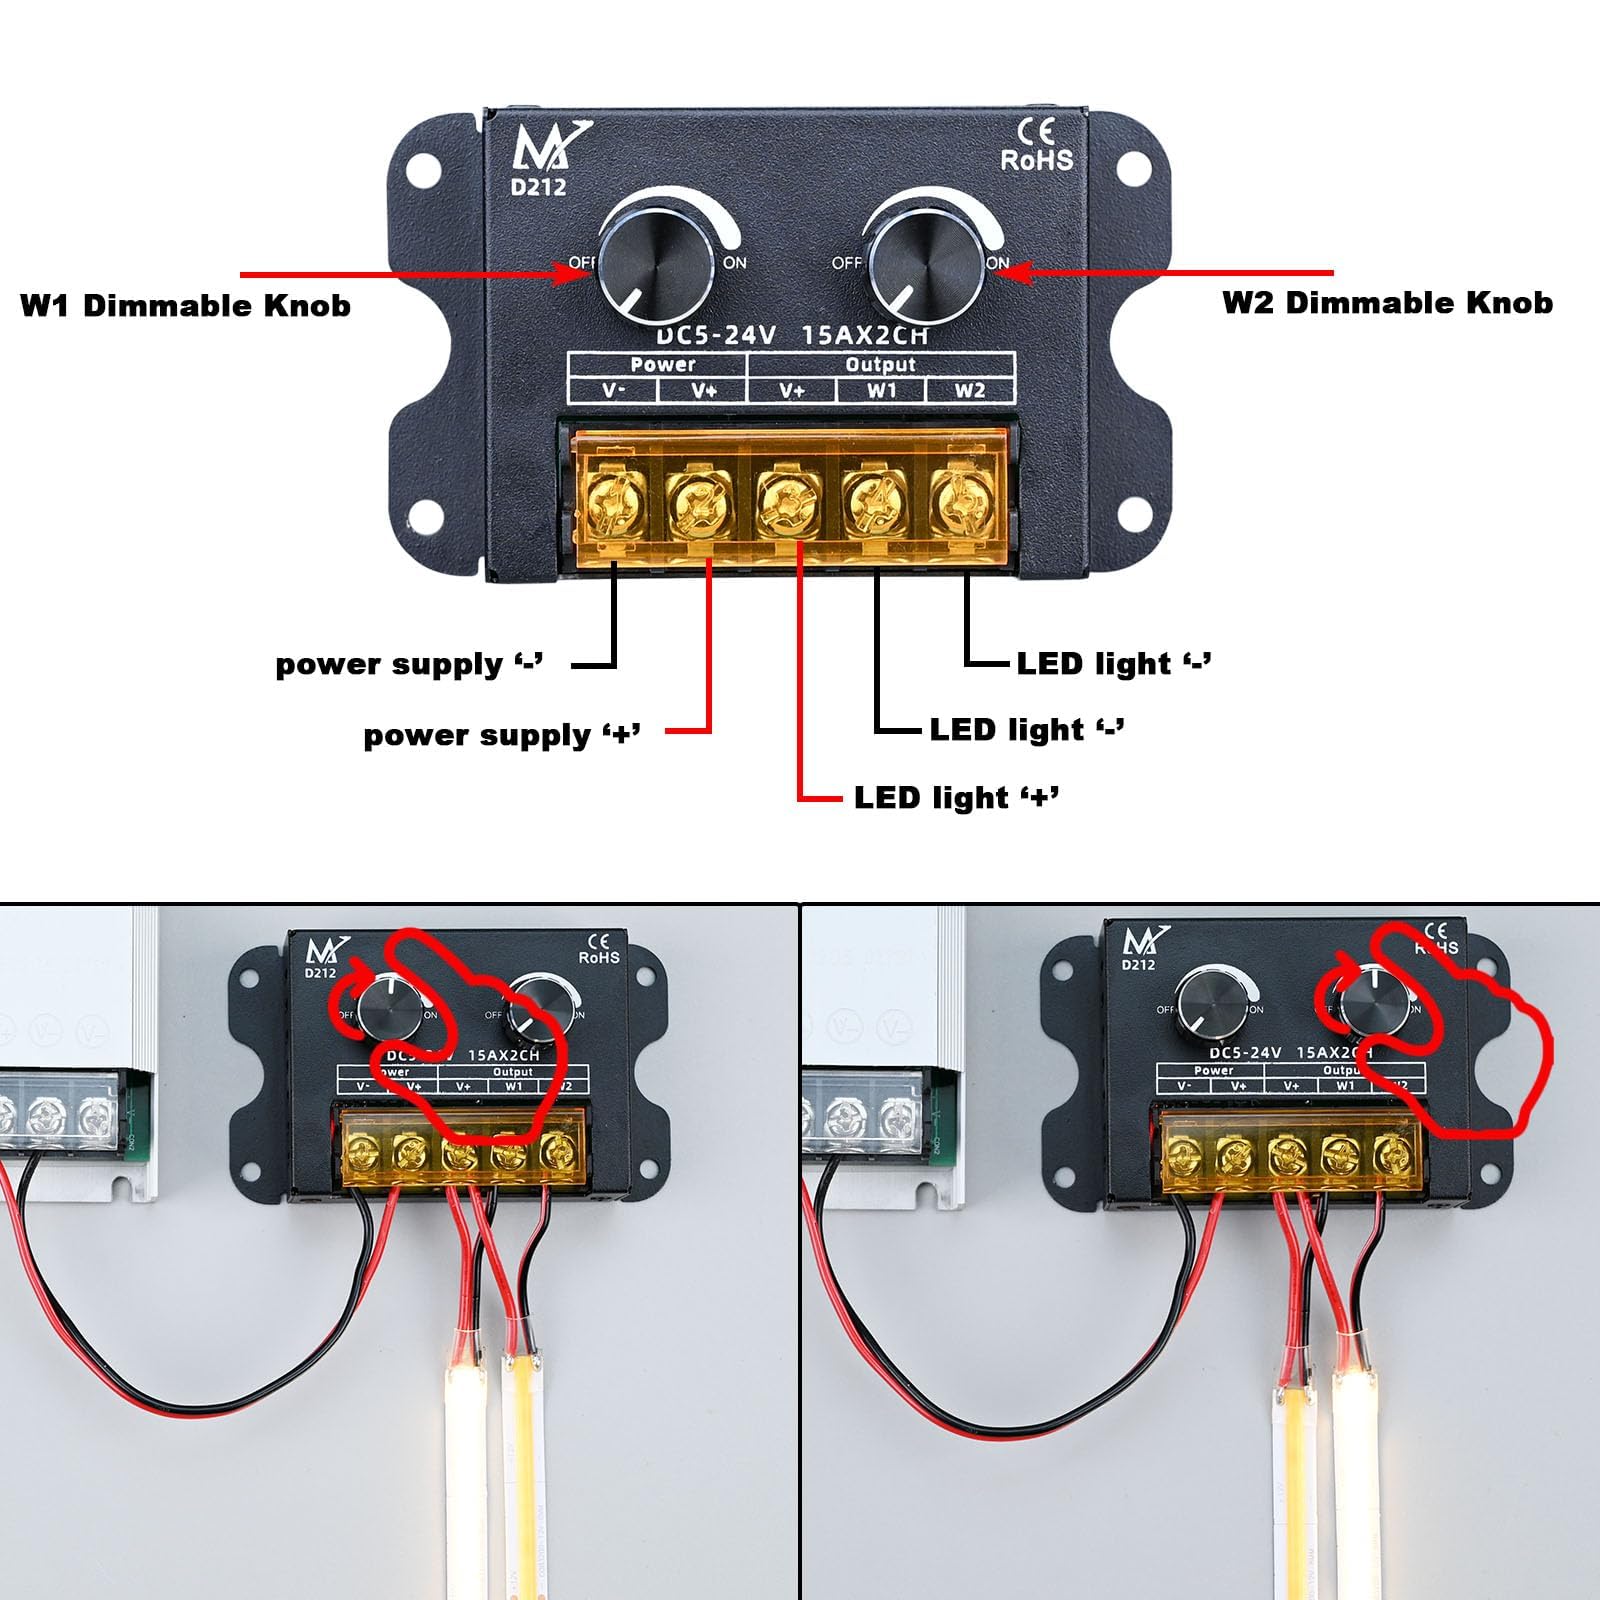 D212
CE
RoHS
OFF ON
OFF ON
W1 Dimmable Knob
W2 Dimmable Knob
DC5-24V 15AX2CH
Power Output
V- V+ V+ W1 W2
power supply ‘-’
LED light ‘-’
power supply ‘+’
LED light ‘-’
LED light ‘+’
D212
CE
RoHS
ON
OFF ON
15AX2CH
Output
V- V+ V+ W1
D212
CE
OFF ON
DC5-24V 15AX2CH
Power
V- V+ V+ W1